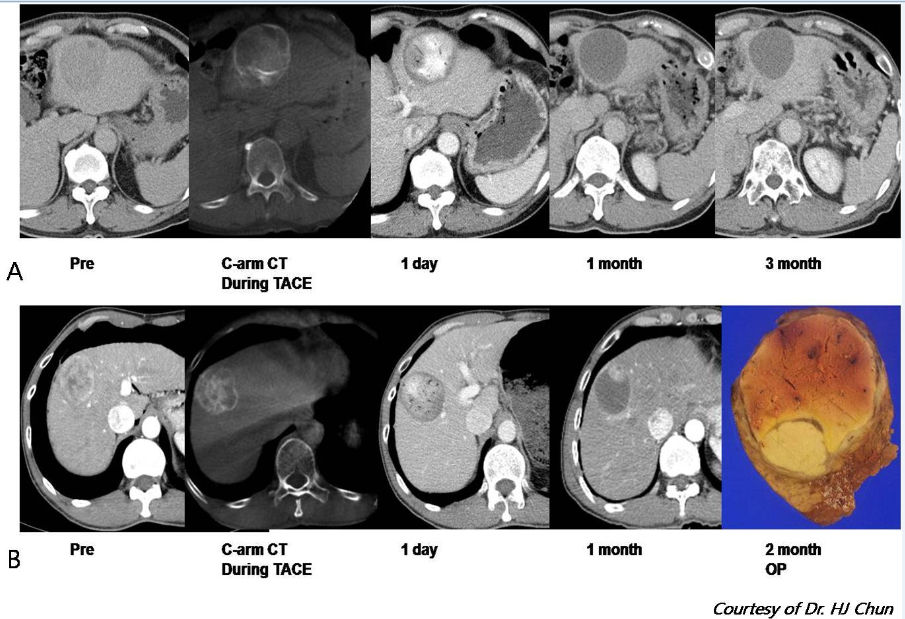 A
Pre
C-arm CT
During TACE
1 day
1 month
3 month
B
Pre
C-arm CT
During TACE
1 day
1 month
2 month
OP
Courtesy of Dr. HJ Chun